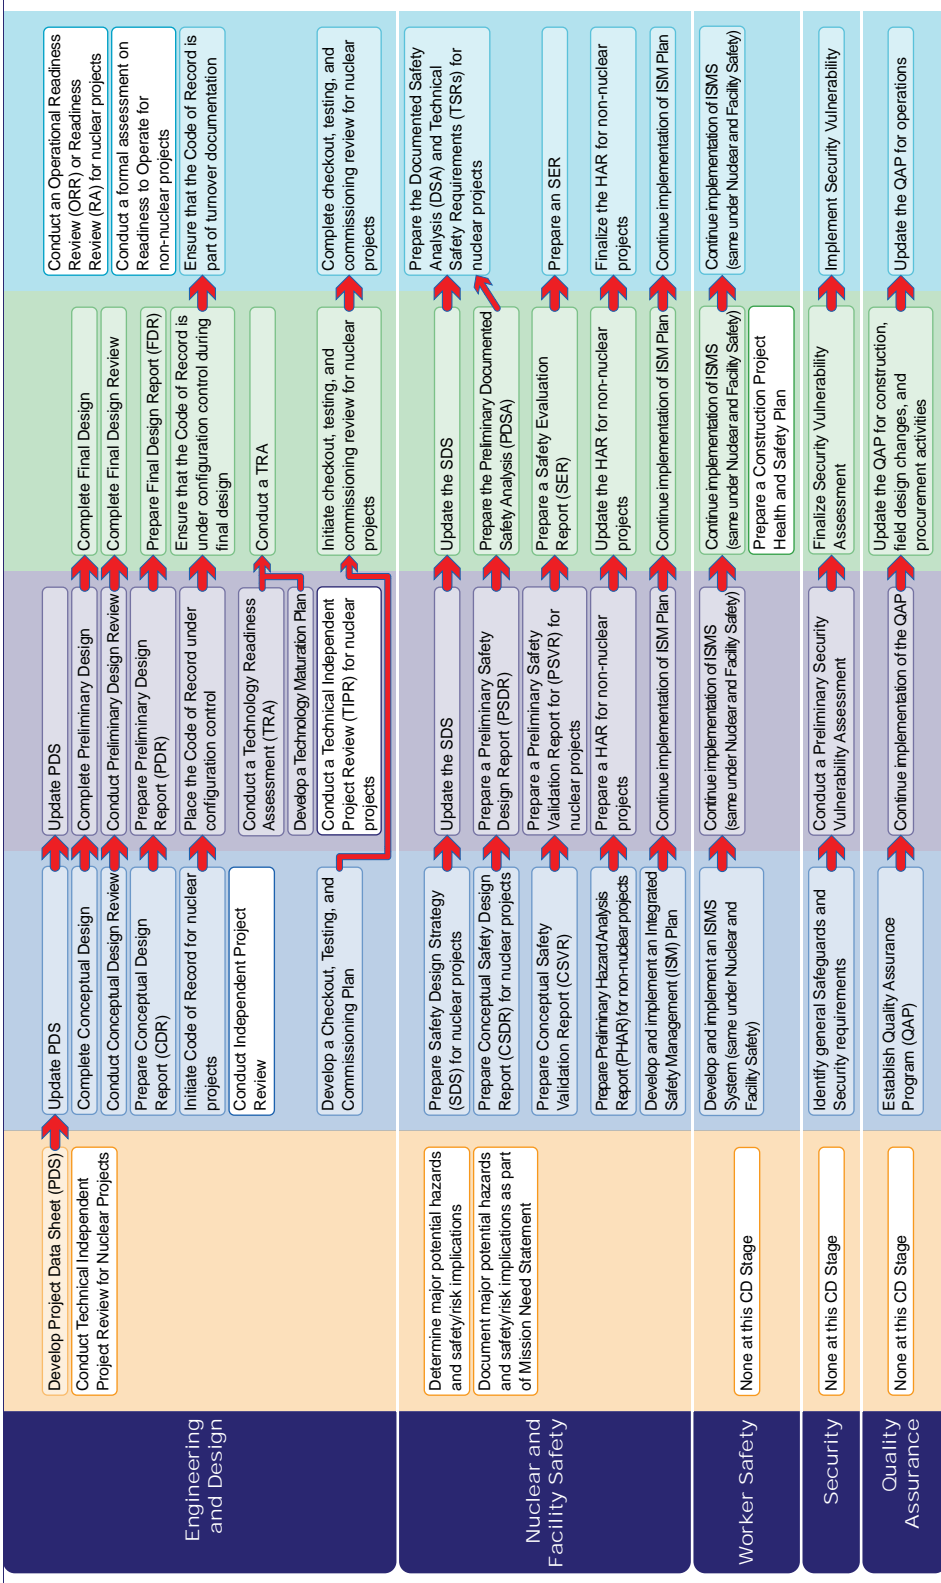 Engineering
and Design
Develop Project Data Sheet (PDS)
Conduct Technical Independent
Project Review for Nuclear Projects
Update PDS
Complete Conceptual Design
Conduct Conceptual Design Review
Prepare Conceptual Design
Report (CDR)
Initiate Code of Record for nuclear
projects
Conduct Independent Project
Review
Develop a Checkout, Testing, and
Commissioning Plan
Update PDS
Complete Preliminary Design
Conduct Preliminary Design Review
Prepare Preliminary Design
Report (PDR)
Place the Code of Record under
configuration control
Conduct a Technology Readiness
Assessment (TRA)
Develop a Technology Maturation Plan
Conduct a Technical Independent
Project Review (TIPR) for nuclear
projects
Complete Final Design
Complete Final Design Review
Prepare Final Design Report (FDR)
Ensure that the Code of Record is
under configuration control during
final design
Conduct a TRA
Initiate checkout, testing, and
commissioning review for nuclear
projects
Conduct an Operational Readiness
Review (ORR) or Readiness
Review (RA) for nuclear projects
Conduct a formal assessment on
Readiness to Operate for
non-nuclear projects
Ensure that the Code of Record is
part of turnover documentation
Complete checkout, testing, and
commissioning review for nuclear
projects
Nuclear and
Facility Safety
Determine major potential hazards
and safety/risk implications
Document major potential hazards
and safety/risk implications as part
of Mission Need Statement
Prepare Safety Design Strategy
(SDS) for nuclear projects
Prepare Conceptual Safety Design
Report (CSDR) for nuclear projects
Prepare Conceptual Safety
Validation Report (CSVR)
Prepare Preliminary Hazard Analysis
Report (PHAR) for non-nuclear projects
Develop and implement an Integrated
Safety Management (ISM) Plan
Update the SDS
Prepare a Preliminary Safety
Design Report (PSDR)
Prepare a Preliminary Safety
Validation Report for (PSVR) for
nuclear projects
Prepare a HAR for non-nuclear
projects
Continue implementation of ISM Plan
Update the SDS
Prepare the Preliminary Documented
Safety Analysis (PDSA)
Prepare a Safety Evaluation
Report (SER)
Update the HAR for non-nuclear
projects
Continue implementation of ISM Plan
Prepare the Documented Safety
Analysis (DSA) and Technical
Safety Requirements (TSRs) for
nuclear projects
Prepare an SER
Finalize the HAR for non-nuclear
projects
Continue implementation of ISM Plan
Worker Safety
None at this CD Stage
Develop and implement an ISMS
System (same under Nuclear and
Facility Safety)
Continue implementation of ISMS
(same under Nuclear and Facility Safety)
Continue implementation of ISMS
(same under Nuclear and Facility Safety)
Prepare a Construction Project
Health and Safety Plan
Continue implementation of ISMS
(same under Nuclear and Facility Safety)
Security
None at this CD Stage
Identify general Safeguards and
Security requirements
Conduct a Preliminary Security
Vulnerability Assessment
Finalize Security Vulnerability
Assessment
Implement Security Vulnerability
Quality
Assurance
None at this CD Stage
Establish Quality Assurance
Program (QAP)
Continue implementation of the QAP
Update the QAP for construction,
field design changes, and
procurement activities
Update the QAP for operations